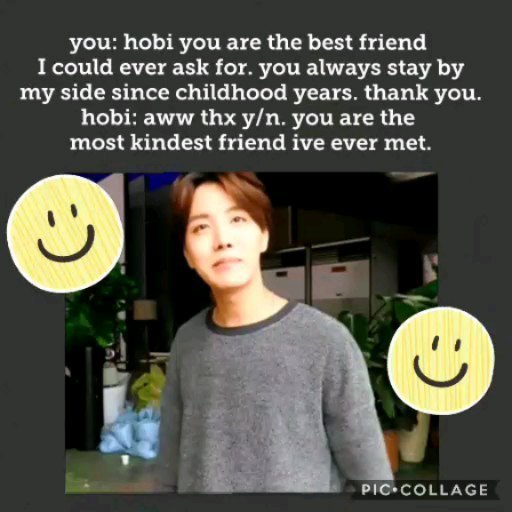 you: hobi you are the best friend
I could ever ask for. you always stay by
my side since childhood years. thank you.
hobi: aww thx y/n. you are the
most kindest friend ive ever met.
PIC•COLLAGE